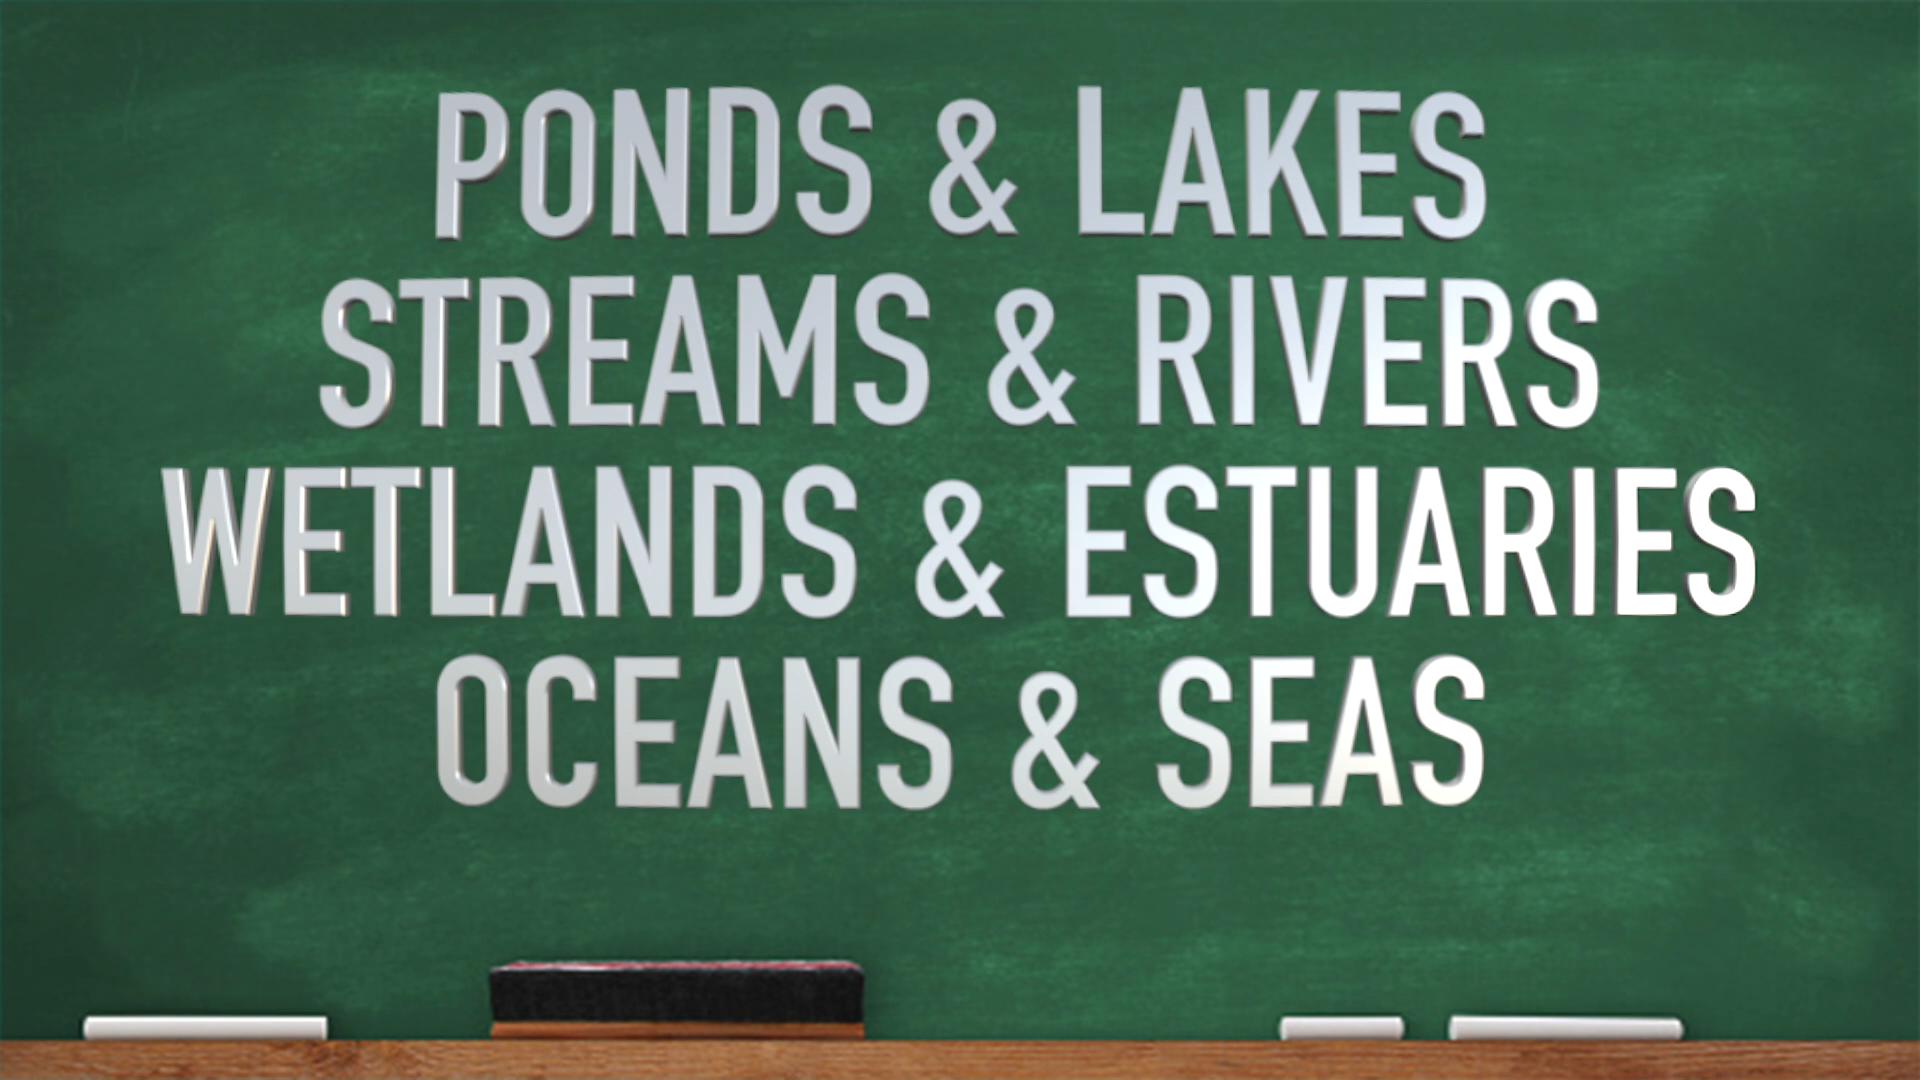 PONDS & LAKES
STREAMS & RIVERS
WETLANDS & ESTUARIES
OCEANS & SEAS